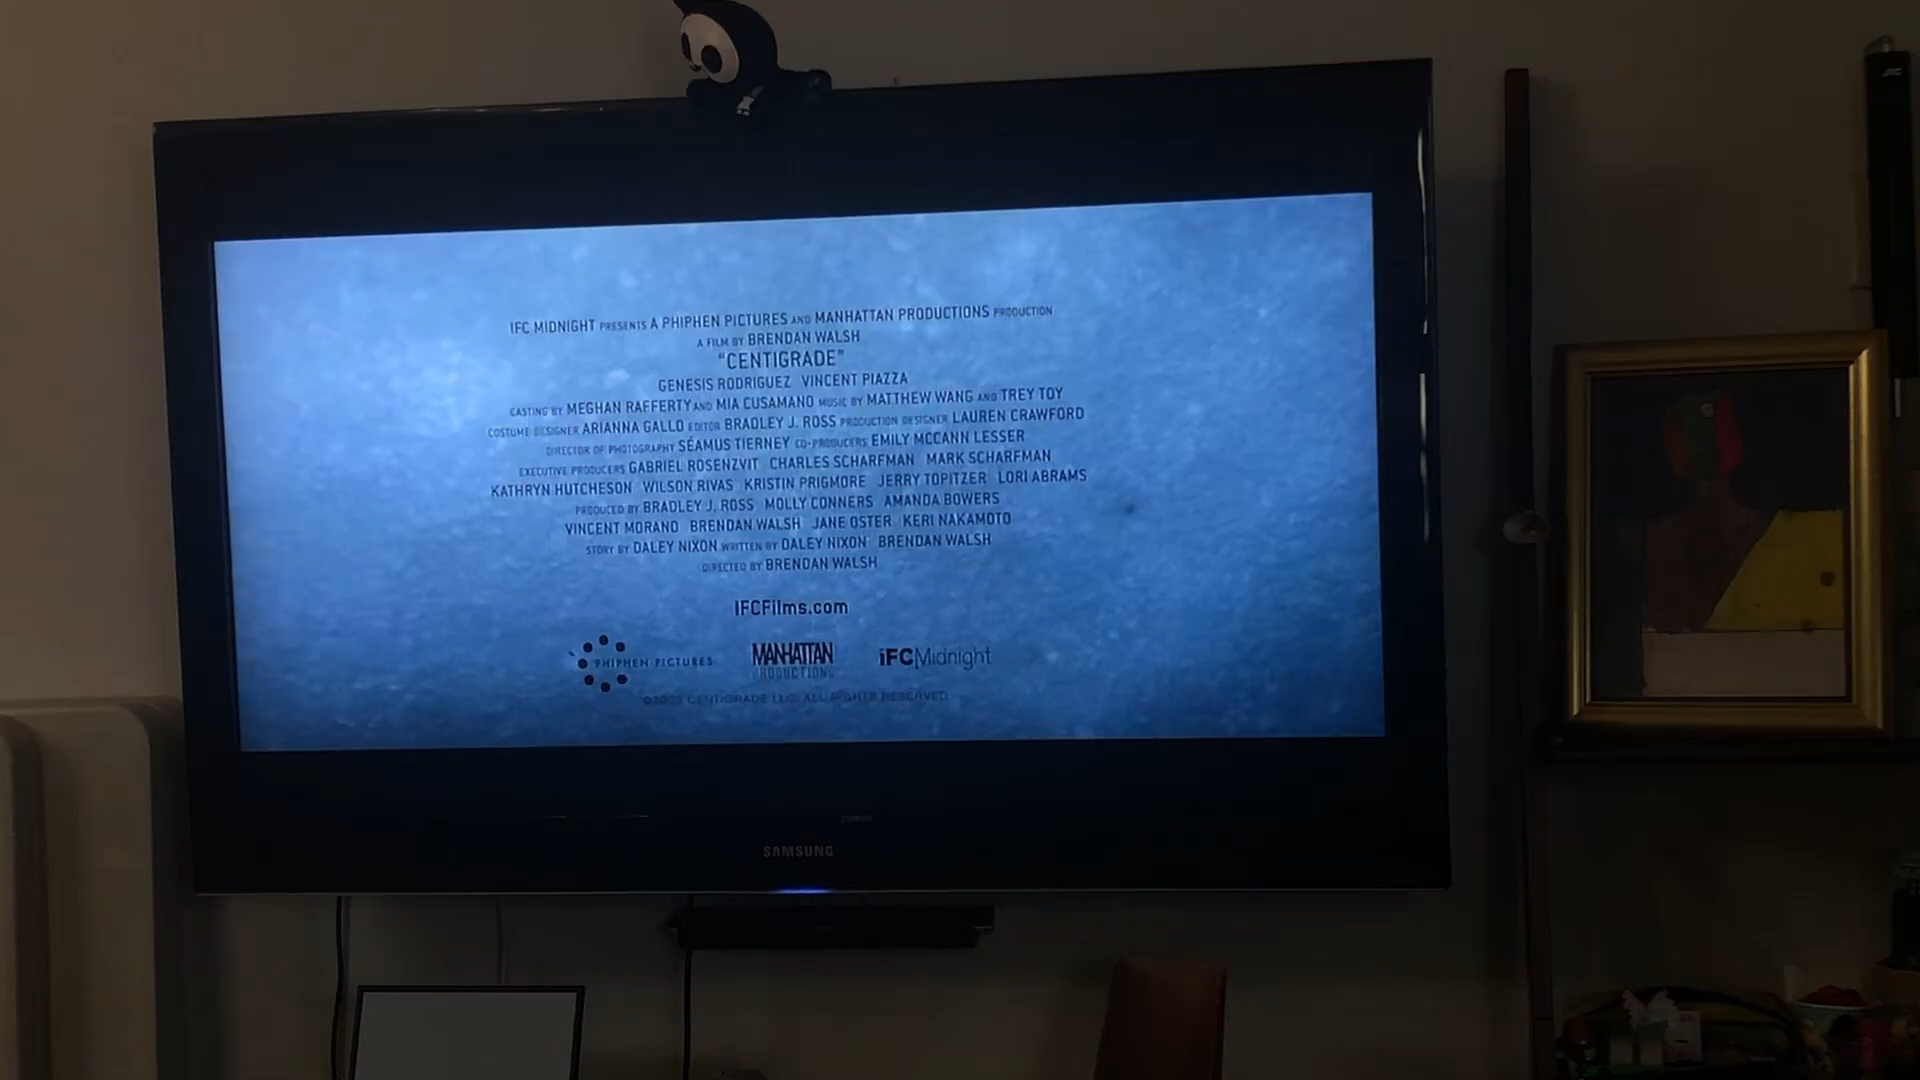 IFC MIDNIGHT PRESENTS A PHIPHEN PICTURES AND MANHATTAN PRODUCTIONS PRODUCTION
A FILM BY BRENDAN WALSH
"CENTIGRADE"
GENESIS RODRIGUEZ VINCENT PIAZZA
CASTING BY MEGHAN RAFFERTY AND MIA CUSAMANO MUSIC BY MATTHEW WANG AND TREY TOY
COSTUME DESIGNER ARIANNA GALLO EDITOR BRADLEY J. ROSS PRODUCTION DESIGNER LAUREN CRAWFORD
DIRECTOR OF PHOTOGRAPHY SÉAMUS TIERNEY CO-PRODUCERS EMILY MCCANN LESSER
EXECUTIVE PRODUCERS GABRIEL ROSENZVIT CHARLES SCHARFMAN MARK SCHARFMAN
KATHRYN HUTCHESON WILSON RIVAS KRISTIN PRIGMORE JERRY TOPITZER LORI ABRAMS
PRODUCED BY BRADLEY J. ROSS MOLLY CONNERS AMANDA BOWERS
VINCENT MORANO BRENDAN WALSH JANE OSTER KERI NAKAMOTO
STORY BY DALEY NIXON WRITTEN BY DALEY NIXON BRENDAN WALSH
DIRECTED BY BRENDAN WALSH
IFCFilms.com
PHIPHEN PICTURES
MANHATTAN
PRODUCTIONS
IFC Midnight
CENTIGRADE LLC. ALL RIGHTS RESERVED
SAMSUNG